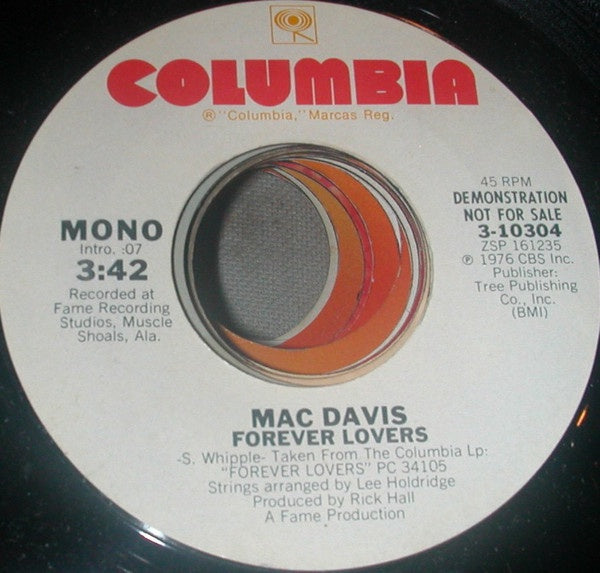 COLUMBIA
® "Columbia," Marcas Reg.
MONO
Intro. :07
3:42
Recorded at
Fame Recording
Studios, Muscle
Shoals, Ala.
45 RPM
DEMONSTRATION
NOT FOR SALE
3-10304
ZSP 161235
℗ 1976 CBS Inc.
Publisher:
Tree Publishing
Co., Inc.
(BMI)
MAC DAVIS
FOREVER LOVERS
-S. Whipple- Taken From The Columbia Lp:
"FOREVER LOVERS" PC 34105
Strings arranged by Lee Holdridge
Produced by Rick Hall
A Fame Production